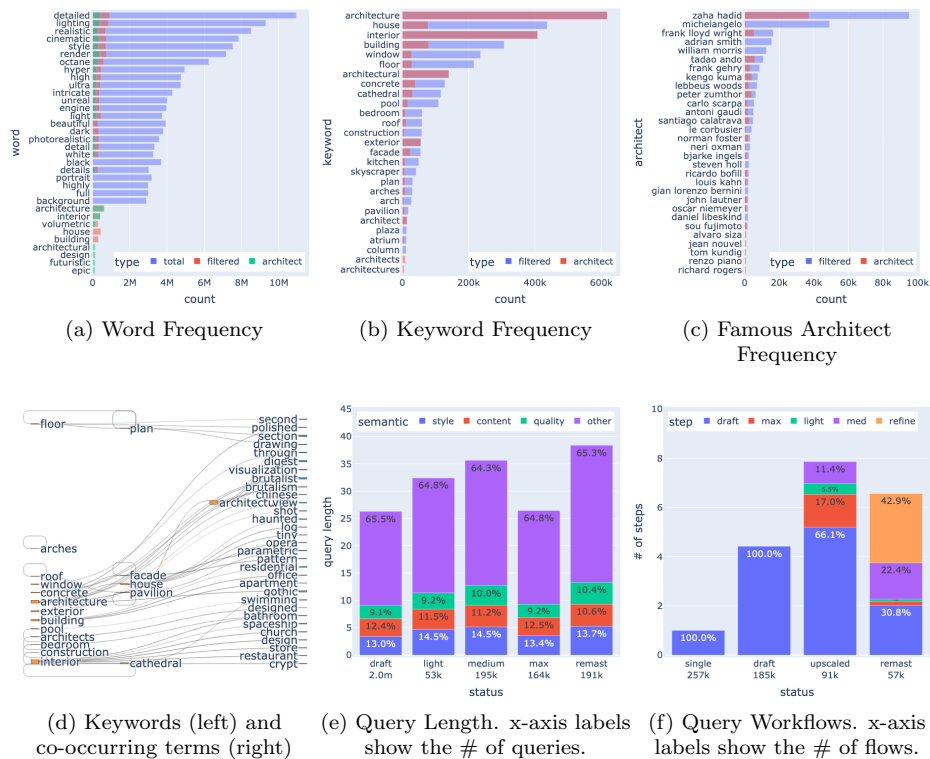 detailed
lighting
realistic
cinematic
style
render
octane
hyper
high
ultra
intricate
unreal
engine
light
beautiful
dark
photorealistic
detail
white
black
details
portrait
highly
full
background
architecture
interior
volumetric
house
building
architectural
design
futuristic
epic
word
type total filtered architect
0 2M 4M 6M 8M 10M
count
(a) Word Frequency
architecture
house
interior
building
window
floor
architectural
concrete
cathedral
pool
bedroom
roof
construction
exterior
facade
kitchen
skyscraper
plan
arches
arch
pavilion
architect
plaza
atrium
column
architects
architectures
keyword
type filtered architect
0 200k 400k 600k
count
(b) Keyword Frequency
zaha hadid
michelangelo
frank lloyd wright
adrian smith
william morris
tadao ando
frank gehry
kengo kuma
lebbeus woods
peter zumthor
carlo scarpa
antoni gaudi
santiago calatrava
le corbusier
norman foster
neri oxman
bjarke ingels
steven holl
ricardo bofill
louis kahn
gian lorenzo bernini
john lautner
oscar niemeyer
daniel libeskind
sou fujimoto
alvaro siza
jean nouvel
tom kundig
renzo piano
richard rogers
architect
type filtered architect
0 20k 40k 60k 80k 100k
count
(c) Famous Architect
Frequency
floor
plan
arches
roof
window
concrete
architecture
exterior
building
pool
architects
bedroom
construction
interior
facade
house
pavilion
cathedral
architectuview
second
polished
section
drawing
through
digest
visualization
brutalist
brutalism
chinese
shot
haunted
log
tiny
opera
parametric
pattern
residential
office
apartment
gothic
swimming
designed
bathroom
spaceship
church
design
store
restaurant
crypt
(d) Keywords (left) and
co-occurring terms (right)
45
40
35
30
25
20
15
10
5
0
query length
semantic style content quality other
65.5% 64.8% 64.3% 64.8% 65.3%
9.1% 9.2% 10.0% 9.2% 10.4%
12.4% 11.5% 11.2% 12.5% 10.6%
13.0% 14.5% 14.5% 13.4% 13.7%
draft light medium max remast
2.0m 53k 195k 164k 191k
status
(e) Query Length. x-axis labels
show the # of queries.
10
8
6
4
2
0
# of steps
step draft max light med refine
100.0%
100.0%
11.4%
5.5%
17.0%
66.1%
42.9%
22.4%
30.8%
single draft upscaled remast
257k 185k 91k 57k
status
(f) Query Workflows. x-axis
labels show the # of flows.